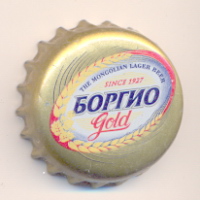 THE MONGOLIAN LAGER BEER
SINCE 1927
БОРГИО
Gold